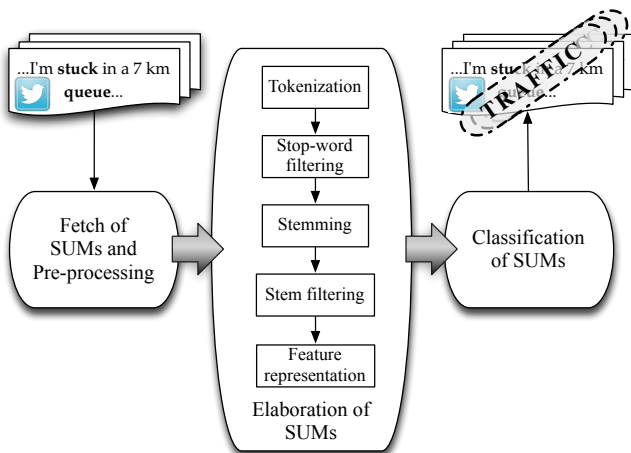 ...I'm stuck in a 7 km
queue...
Fetch of
SUMs and
Pre-processing
Tokenization
Stop-word
filtering
Stemming
Stem filtering
Feature
representation
Elaboration of
SUMs
...I'm stuck in a 7 km
queue...
TRAFFIC
Classification
of SUMs